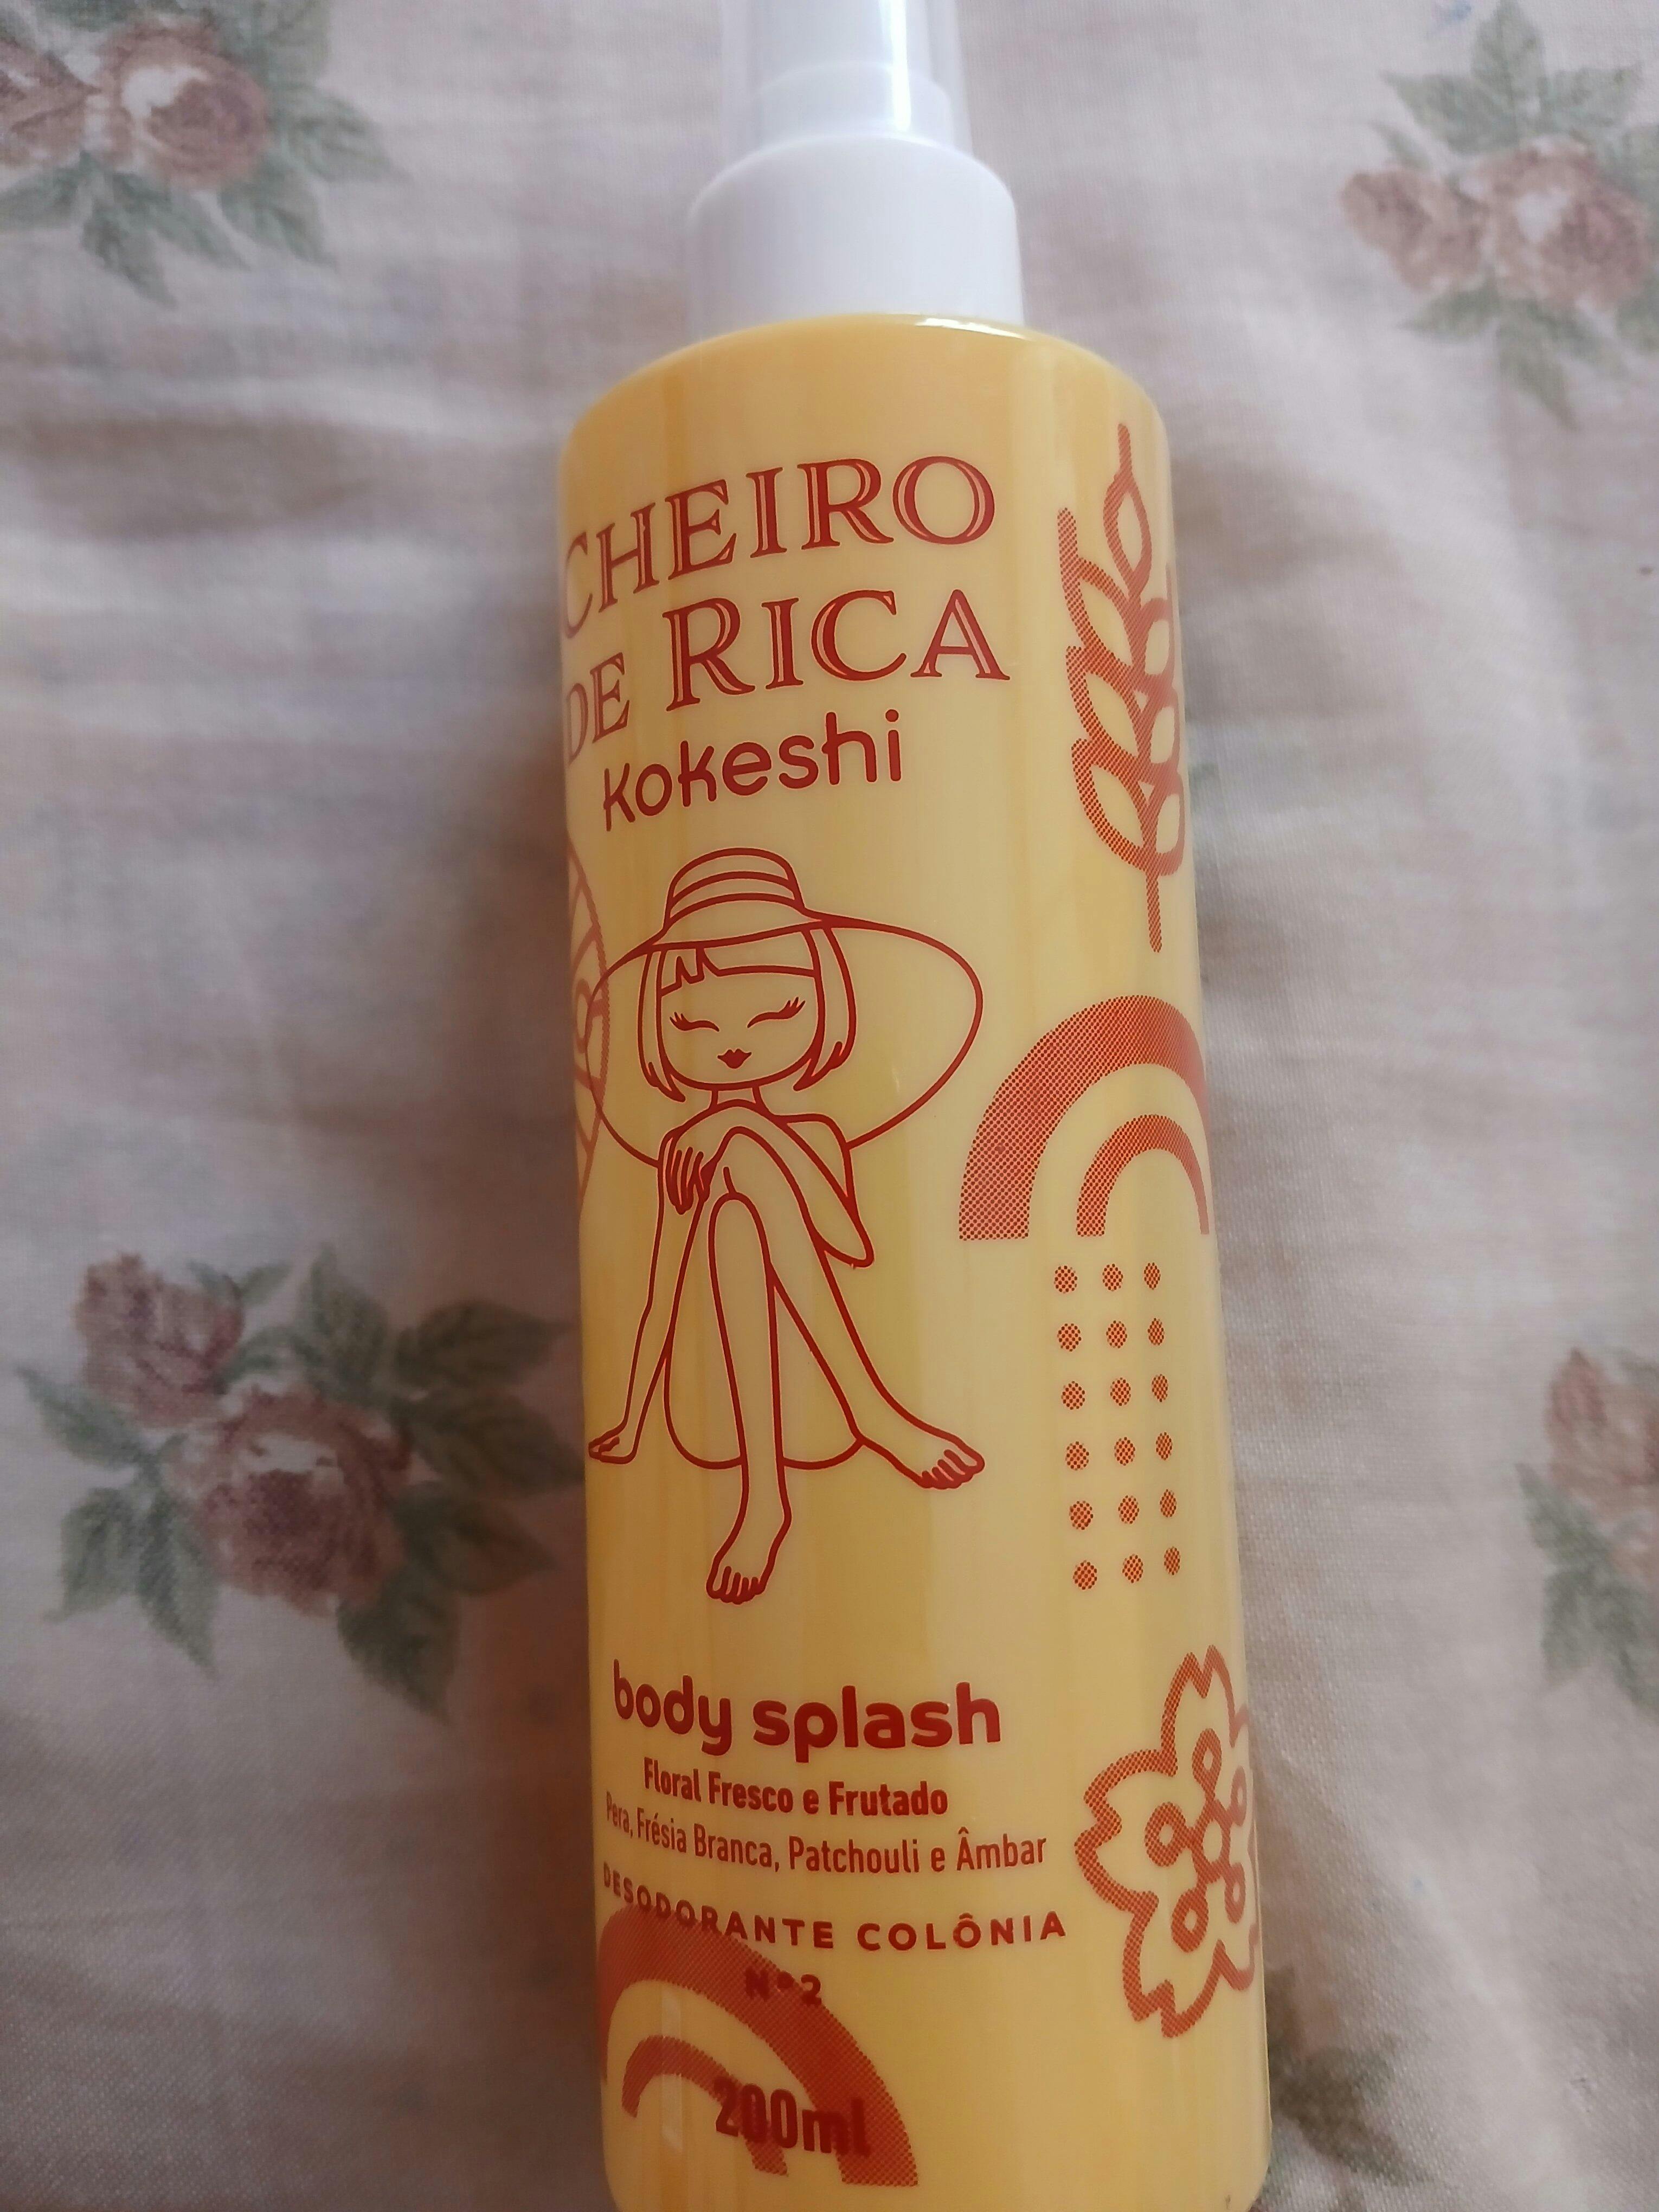 CHEIRO
DE RICA
kokeshi
body splash
Floral Fresco e Frutado
Pera, Frésia Branca, Patchouli e Âmbar
DESODORANTE COLÔNIA
Nº2
200ml